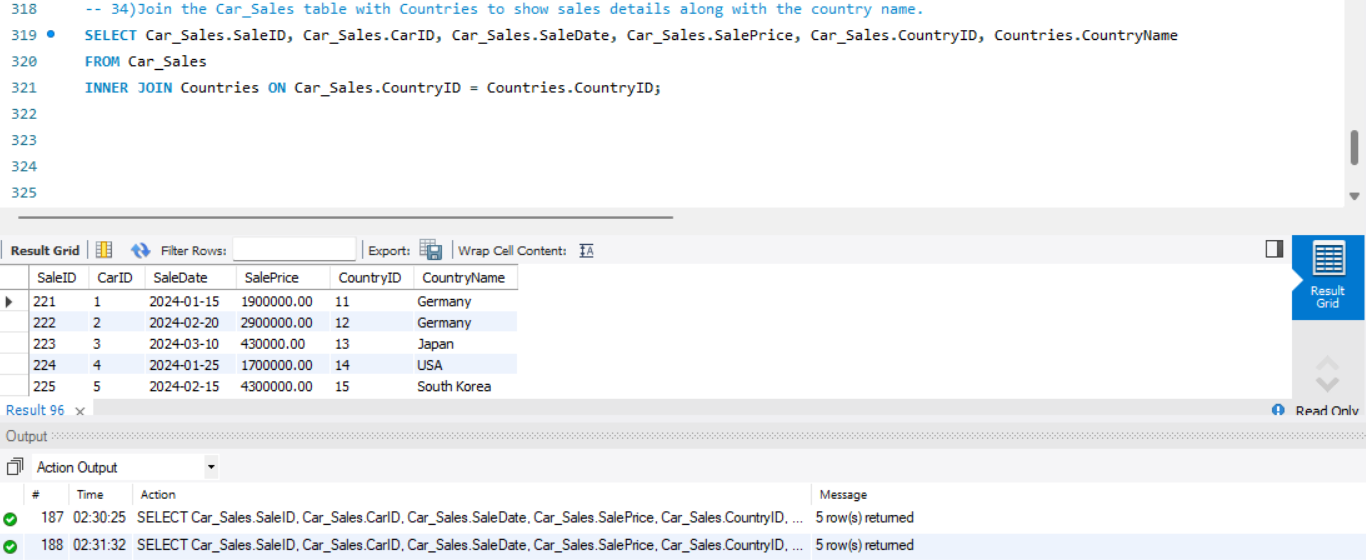 318 -- 34)Join the Car_Sales table with Countries to show sales details along with the country name.
319 SELECT Car_Sales.SaleID, Car_Sales.CarID, Car_Sales.SaleDate, Car_Sales.SalePrice, Car_Sales.CountryID, Countries.CountryName
320 FROM Car_Sales
321 INNER JOIN Countries ON Car_Sales.CountryID = Countries.CountryID;
322
323
324
325
Result Grid Filter Rows: Export: Wrap Cell Content: IA
SaleID CarID SaleDate SalePrice CountryID CountryName
221 1 2024-01-15 1900000.00 11 Germany
222 2 2024-02-20 2900000.00 12 Germany
223 3 2024-03-10 430000.00 13 Japan
224 4 2024-01-25 1700000.00 14 USA
225 5 2024-02-15 4300000.00 15 South Korea
Result
Grid
Result 96 Read Only
Output
Action Output
# Time Action Message
187 02:30:25 SELECT Car_Sales.SaleID, Car_Sales.CarID, Car_Sales.SaleDate, Car_Sales.SalePrice, Car_Sales.CountryID, ... 5 row(s) returned
188 02:31:32 SELECT Car_Sales.SaleID, Car_Sales.CarID, Car_Sales.SaleDate, Car_Sales.SalePrice, Car_Sales.CountryID, ... 5 row(s) returned